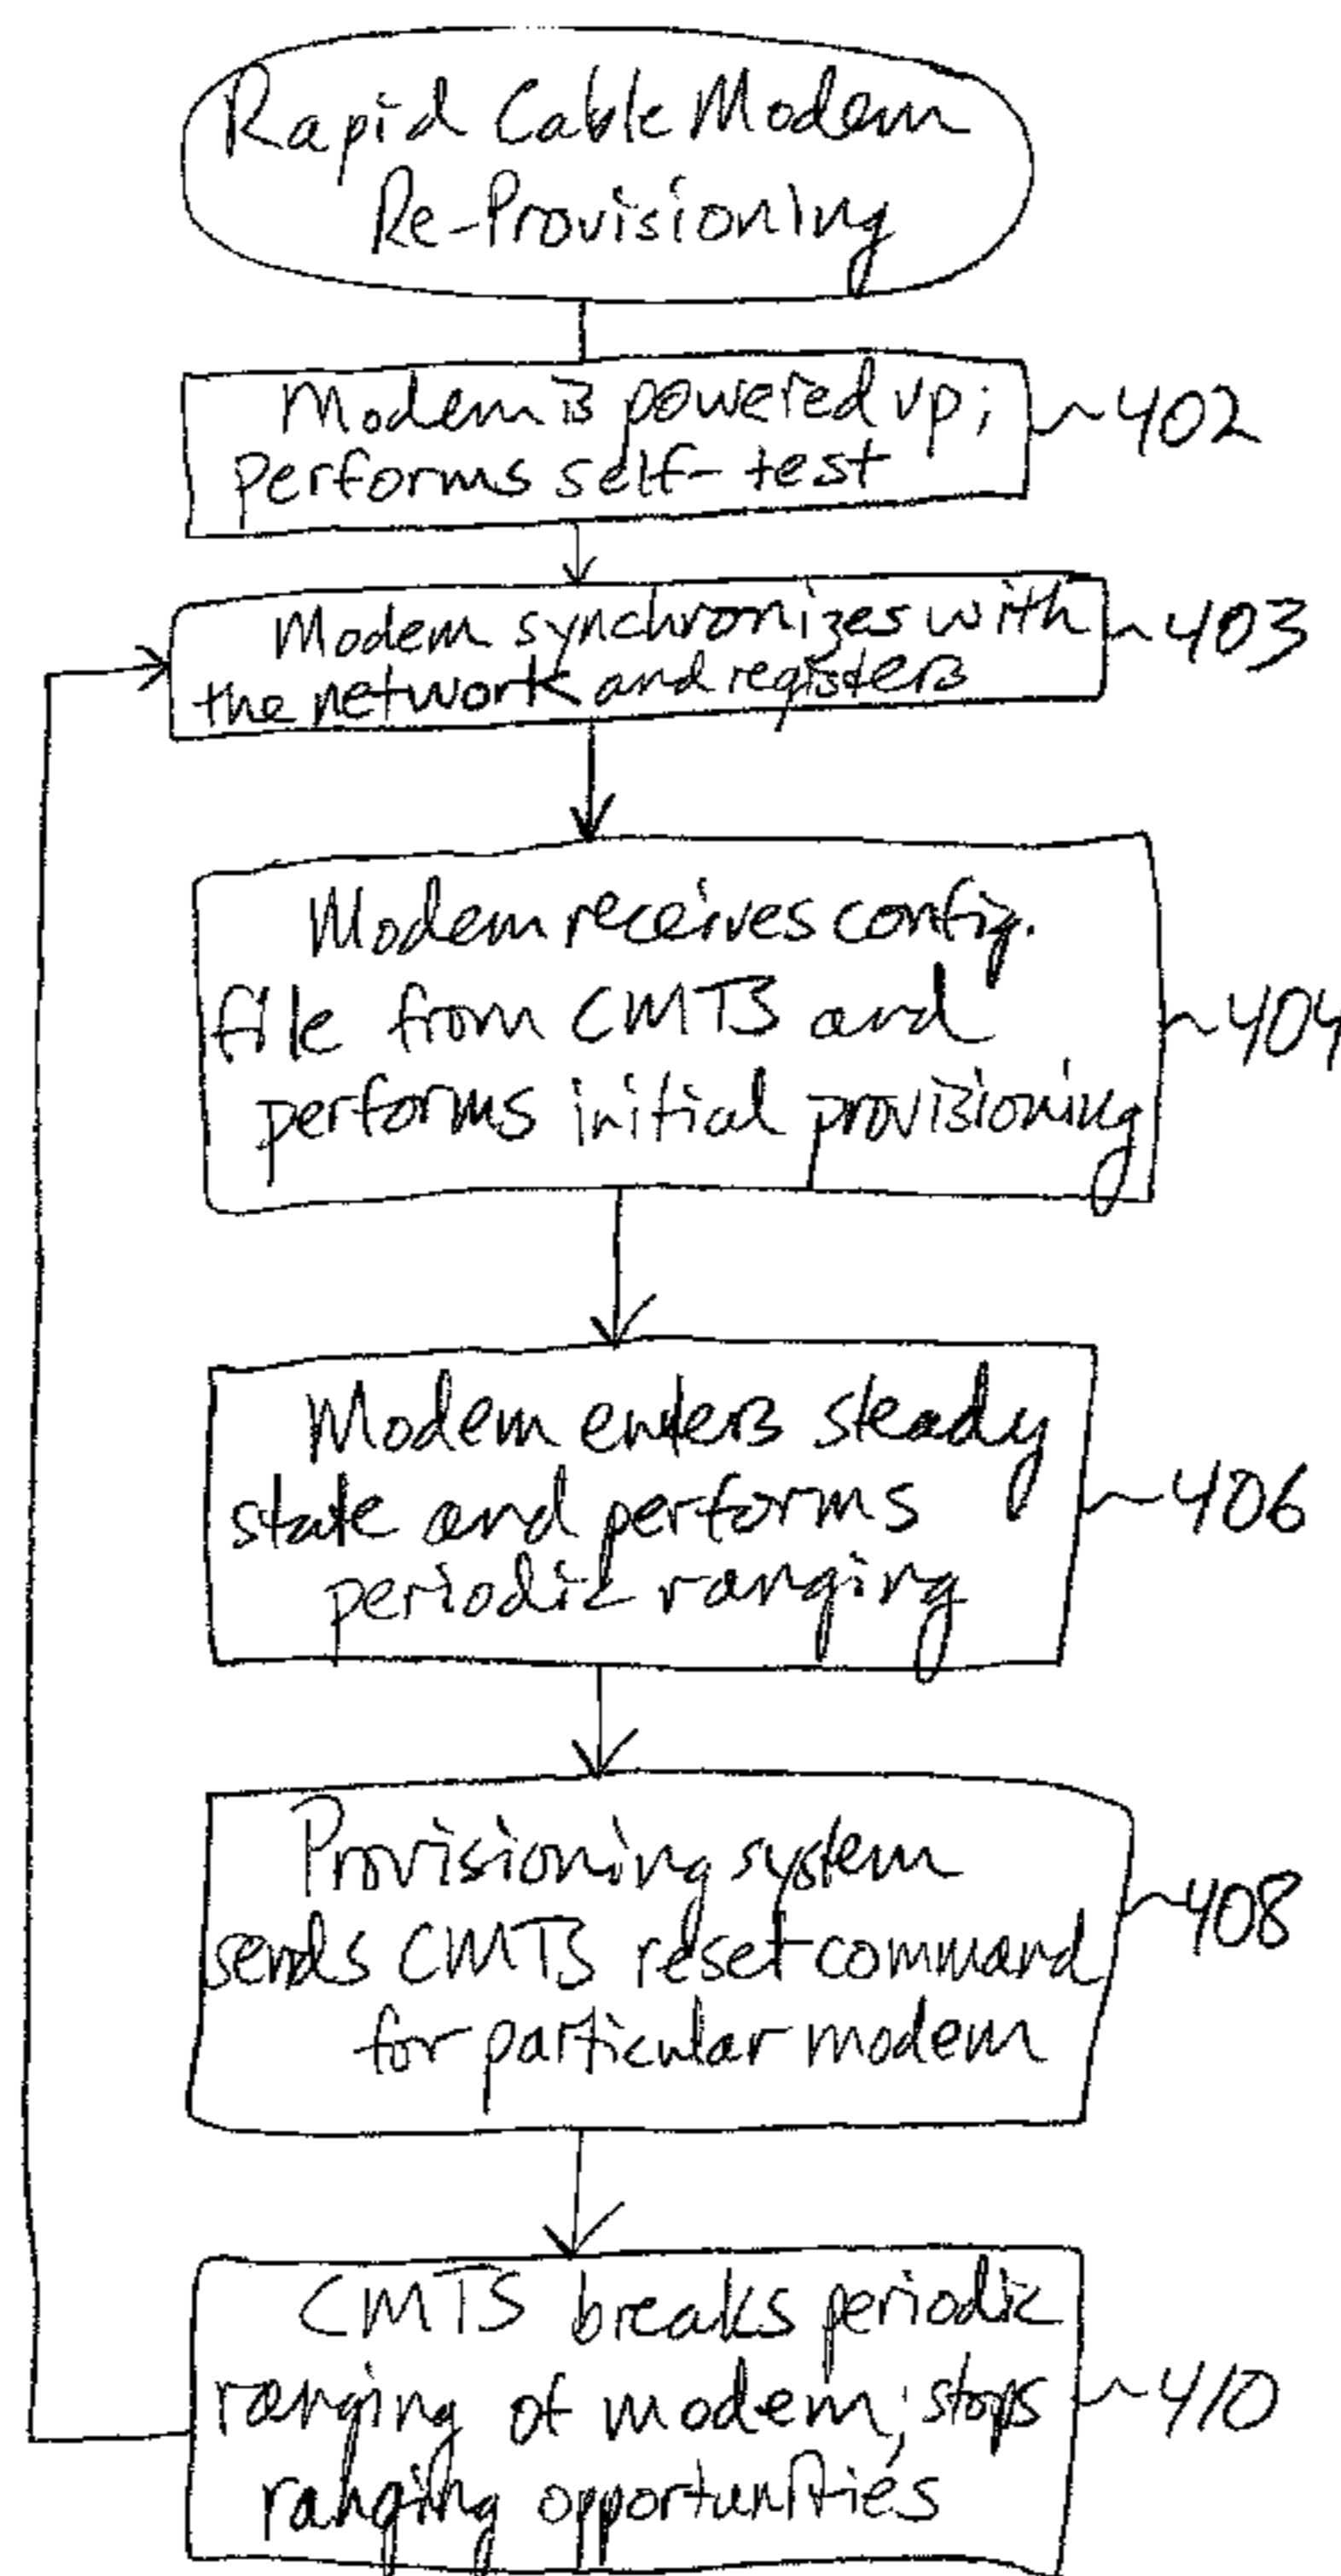 Rapid Cable Modem
Re-Provisioning
Modem is powered up;
performs self-test
~402
Modem synchronizes with
the network and registers
~403
Modem receives config.
file from CMTS and
performs initial provisioning
~404
Modem enters steady
state and performs
periodic ranging
~406
Provisioning system
sends CMTS reset command
for particular modem
~408
CMTS breaks periodic
ranging of modem; stops
ranging opportunities
~410